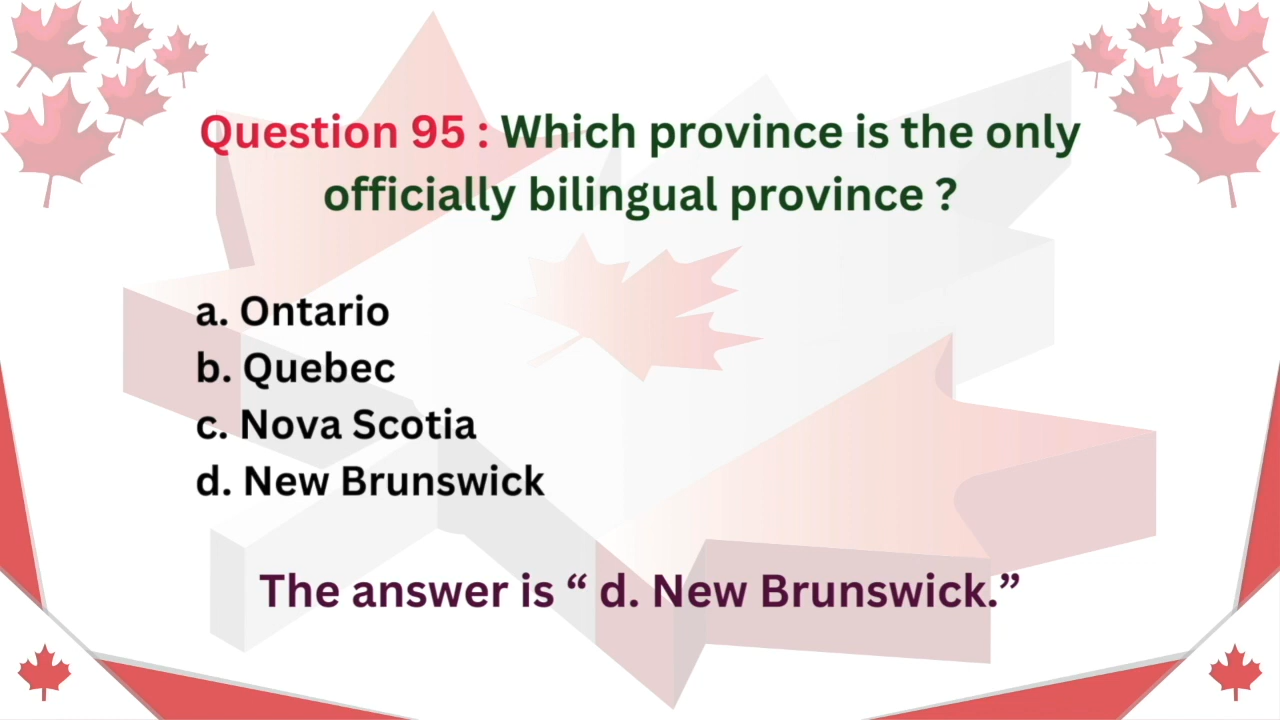 Question 95 : Which province is the only
officially bilingual province ?
a. Ontario
b. Quebec
c. Nova Scotia
d. New Brunswick
The answer is “ d. New Brunswick.”